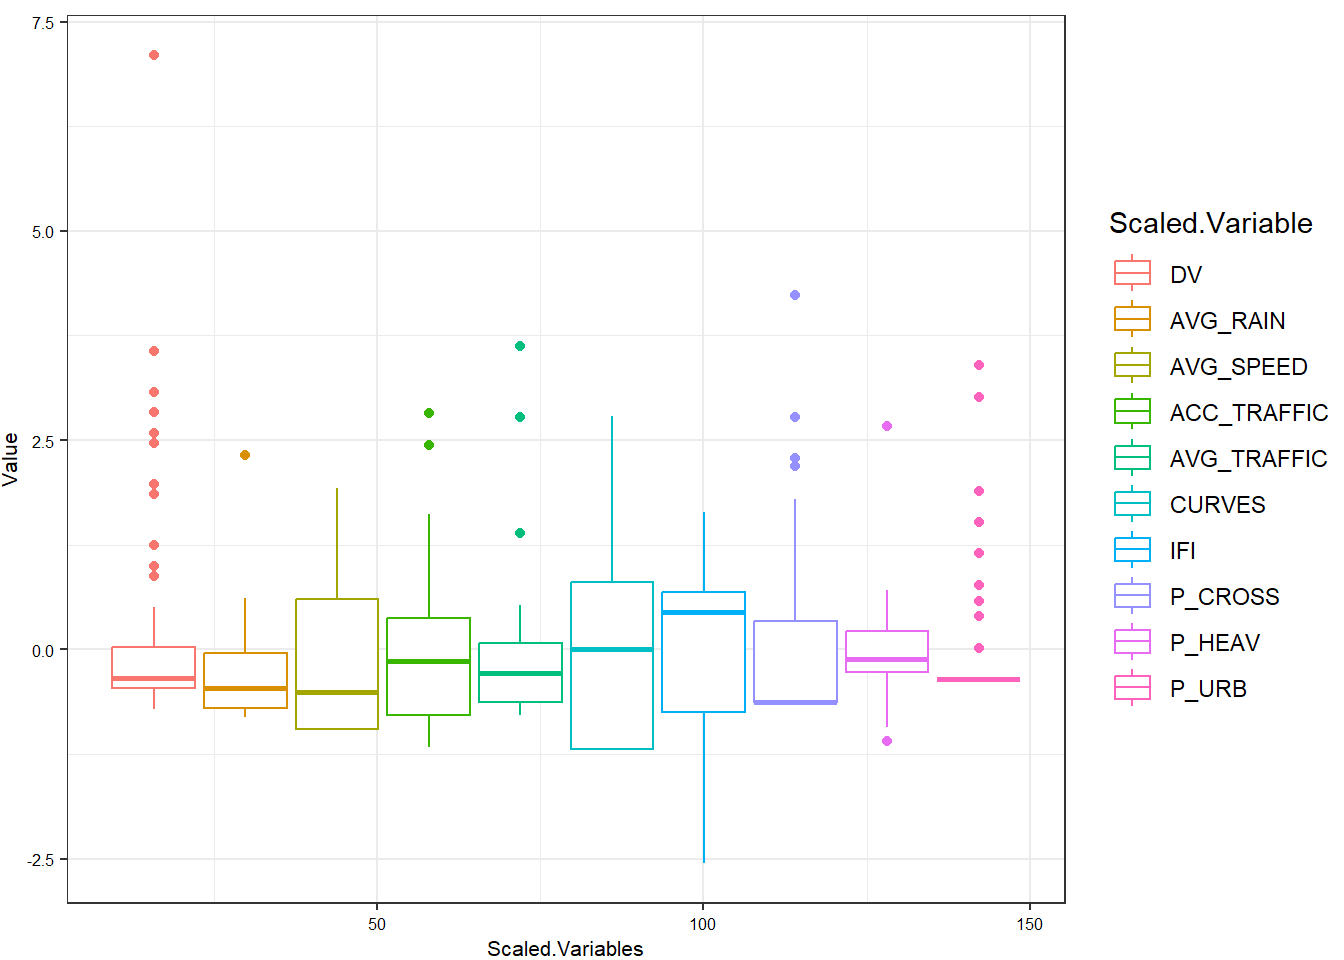 7.5
5.0
2.5
0.0
-2.5
Value
50
100
150
Scaled.Variables
Scaled.Variable
DV
AVG_RAIN
AVG_SPEED
ACC_TRAFFIC
AVG_TRAFFIC
CURVES
IFI
P_CROSS
P_HEAV
P_URB